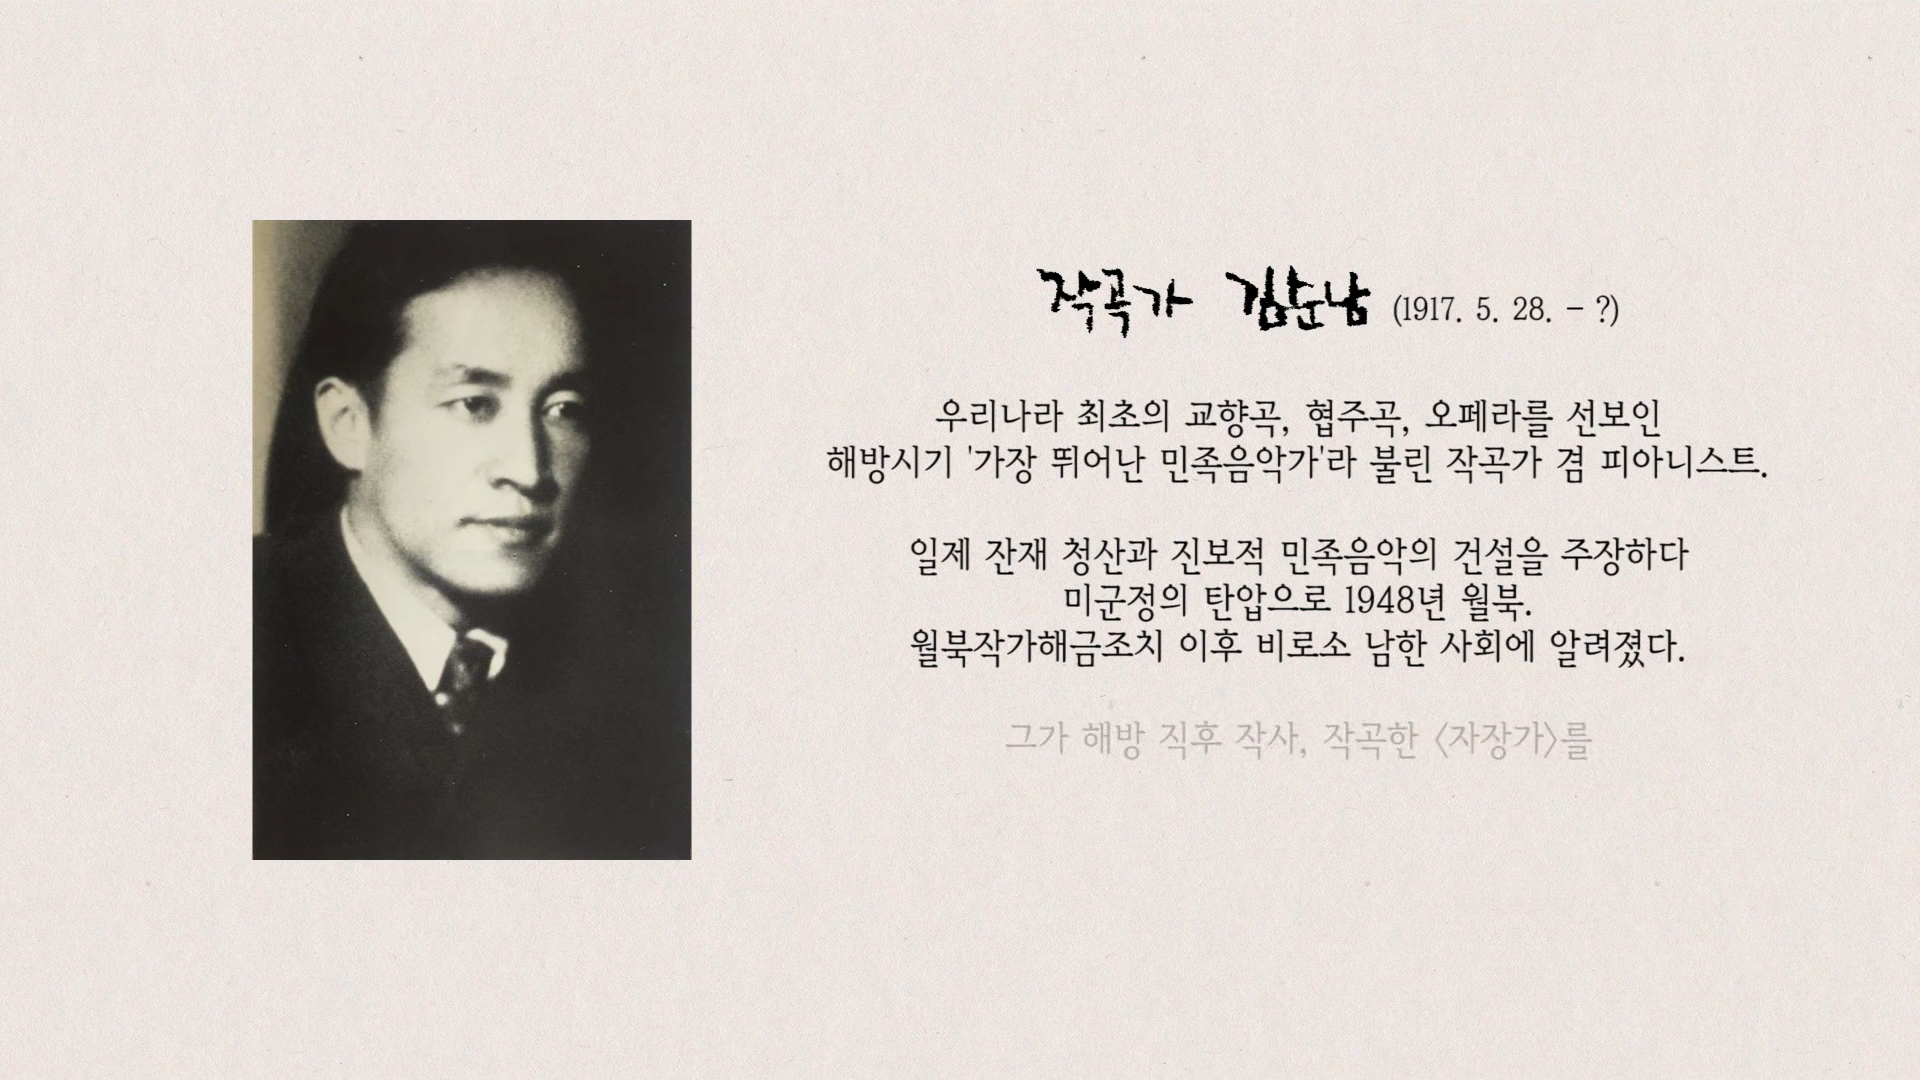 작곡가 김순남 (1917. 5. 28. – ?)
우리나라 최초의 교향곡, 협주곡, 오페라를 선보인
해방시기 '가장 뛰어난 민족음악가'라 불린 작곡가 겸 피아니스트.
일제 잔재 청산과 진보적 민족음악의 건설을 주장하다
미군정의 탄압으로 1948년 월북.
월북작가해금조치 이후 비로소 남한 사회에 알려졌다.
그가 해방 직후 작사, 작곡한 〈자장가〉를